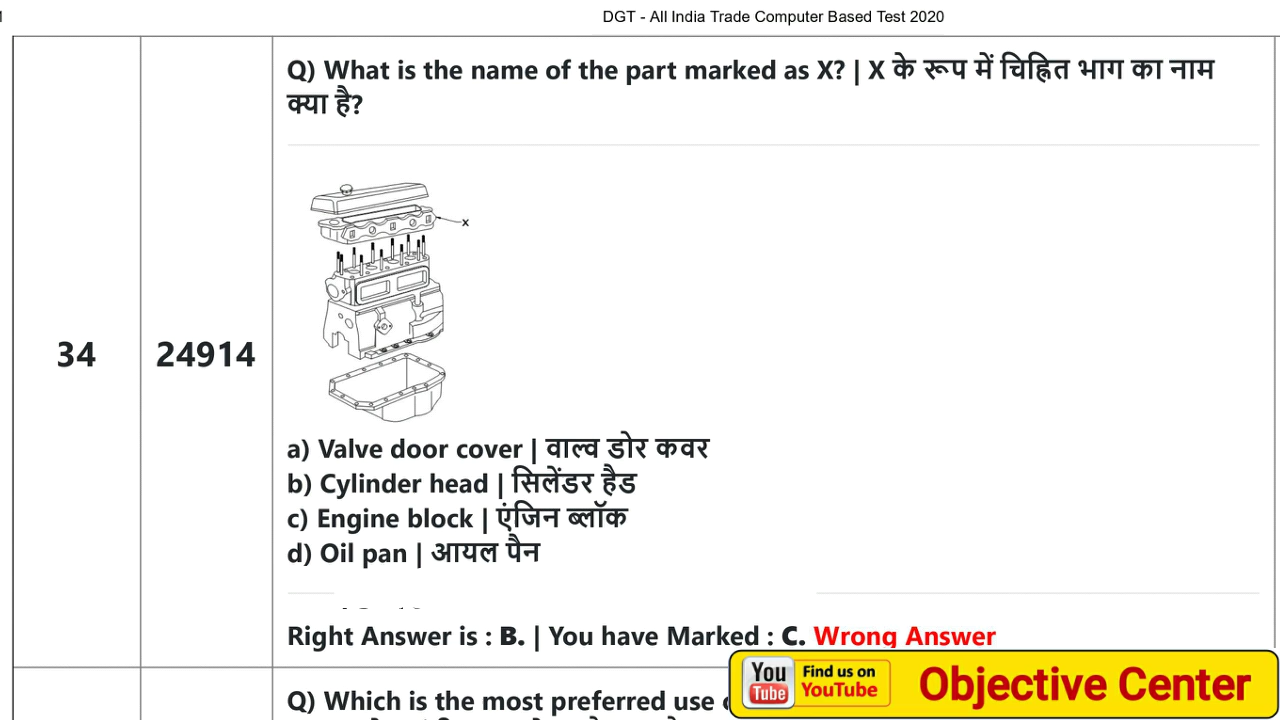 DGT - All India Trade Computer Based Test 2020
Q) What is the name of the part marked as X? | X के रूप में चिह्नित भाग का नाम
क्या है?
X
34
24914
a) Valve door cover | वाल्व डोर कवर
b) Cylinder head | सिलेंडर हैड
c) Engine block | एंजिन ब्लॉक
d) Oil pan | आयल पैन
Right Answer is : B. | You have Marked : C. Wrong Answer
Q) Which is the most preferred use
You
Tube
Find us on
YouTube
Objective Center